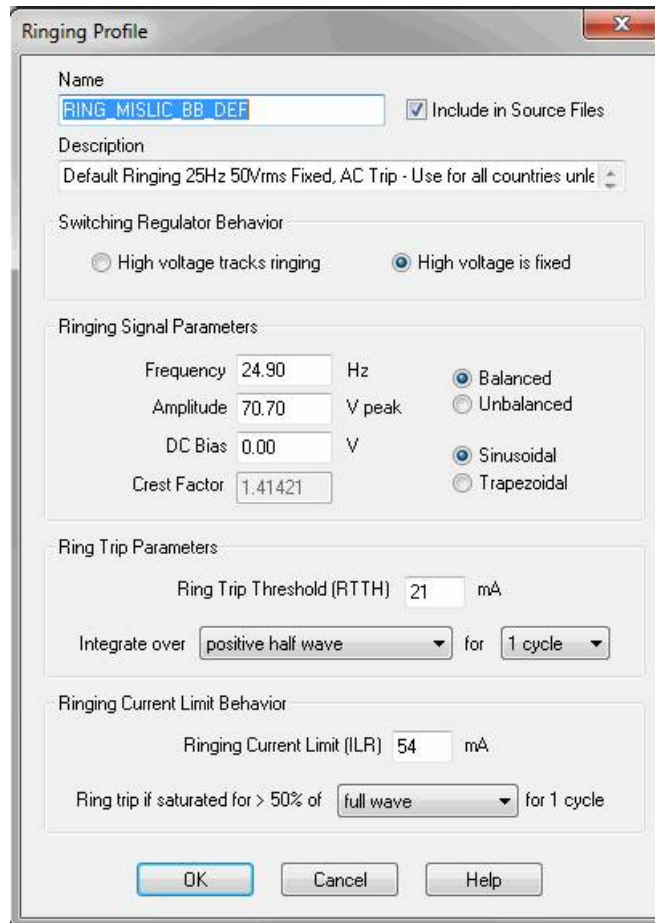 Ringing Profile
Name
RING_MISLIC_BB_DEF
Include in Source Files
Description
Default Ringing 25Hz 50Vrms Fixed, AC Trip - Use for all countries unle
Switching Regulator Behavior
High voltage tracks ringing High voltage is fixed
Ringing Signal Parameters
Frequency 24.90 Hz
Balanced
Amplitude 70.70 V peak
Unbalanced
DC Bias 0.00 V
Sinusoidal
Crest Factor 1.41421
Trapezoidal
Ring Trip Parameters
Ring Trip Threshold (RTTH) 21 mA
Integrate over positive half wave for 1 cycle
Ringing Current Limit Behavior
Ringing Current Limit (ILR) 54 mA
Ring trip if saturated for > 50% of full wave for 1 cycle
OK Cancel Help